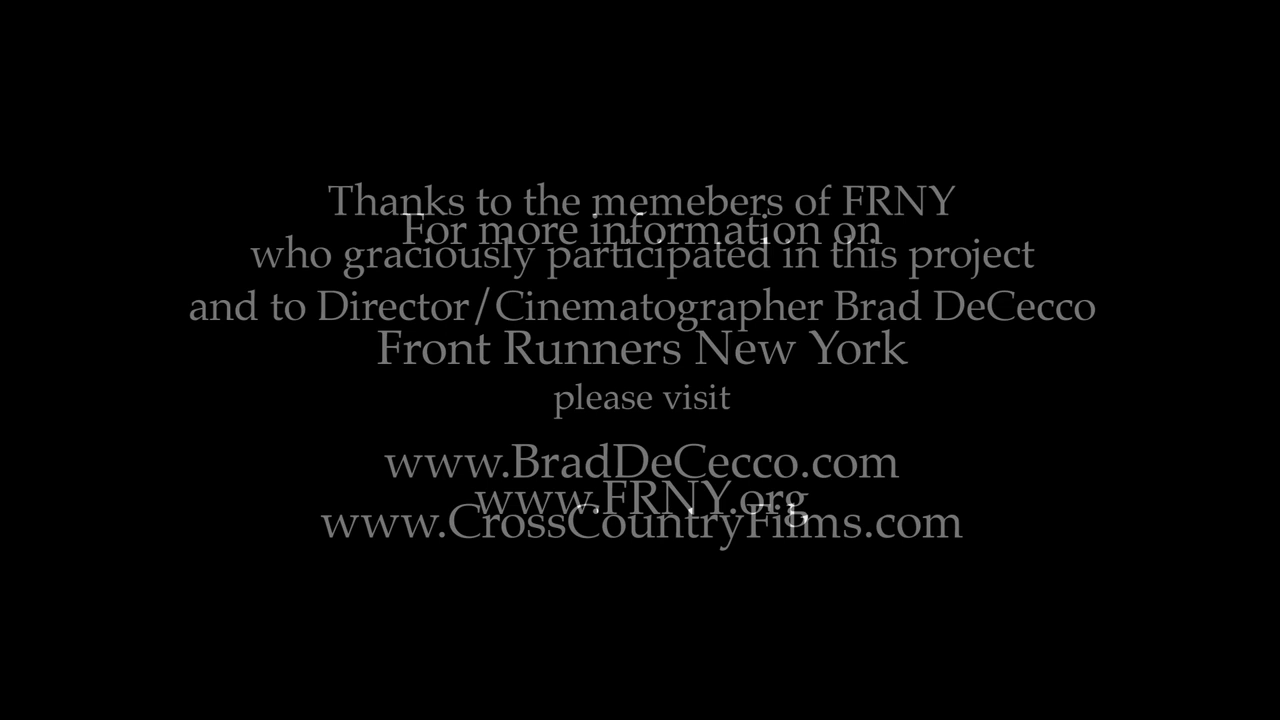 Thanks to the memebers of FRNY
For more information on
who graciously participated in this project
and to Director/Cinematographer Brad DeCecco
Front Runners New York
please visit
www.BradDeCecco.com
www.FRNY.org
www.CrossCountryFilms.com